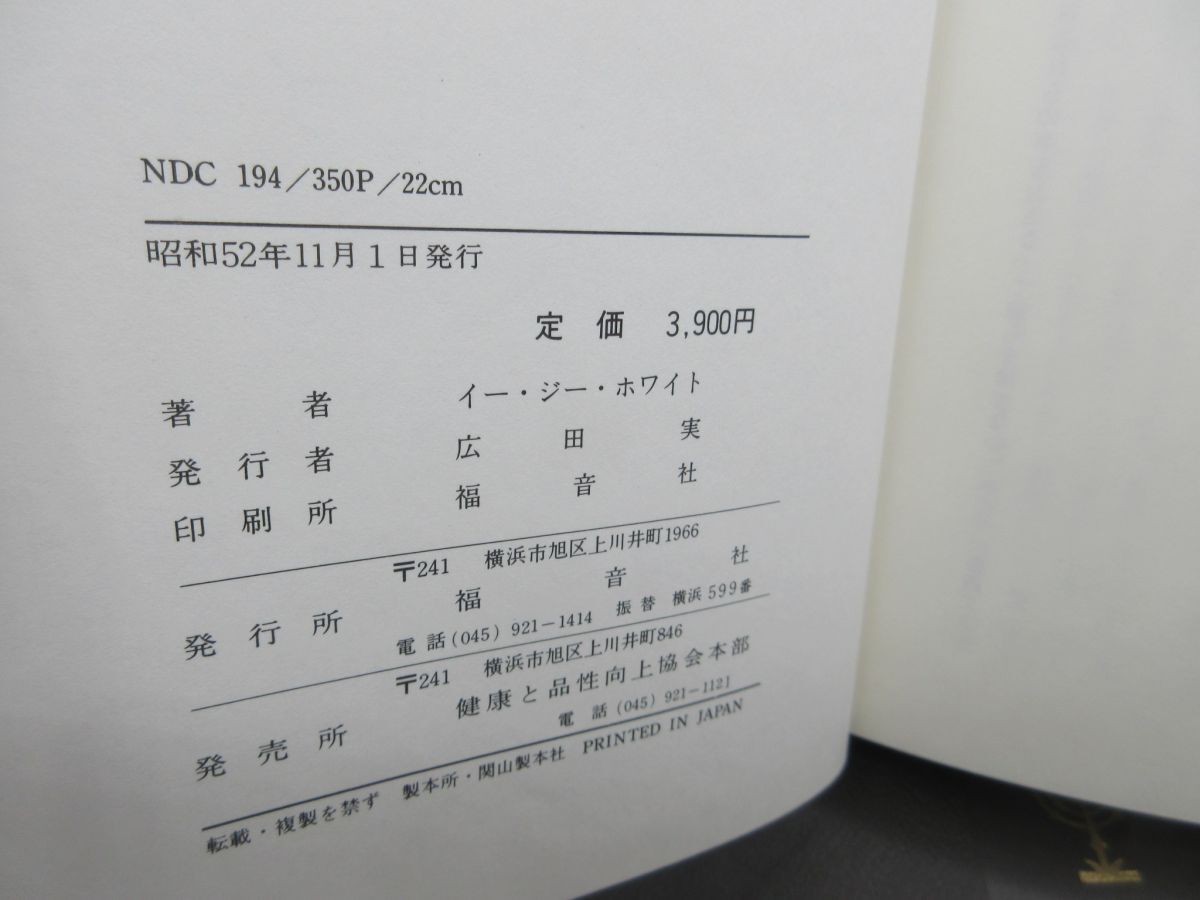 NDC 194/350P/22cm
昭和52年11月1日発行
定価 3,900円
著者 イー・ジー・ホワイト
発行者 広田実
印刷所 福音社
〒241 横浜市旭区上川井町1966
発行所 福音社
電話(045)921-1414 振替 横浜599番
〒241 横浜市旭区上川井町846
発売所 健康と品性向上協会本部
電話(045)921-1121
転載・複製を禁ず 製本所・関山製本社 PRINTED IN JAPAN